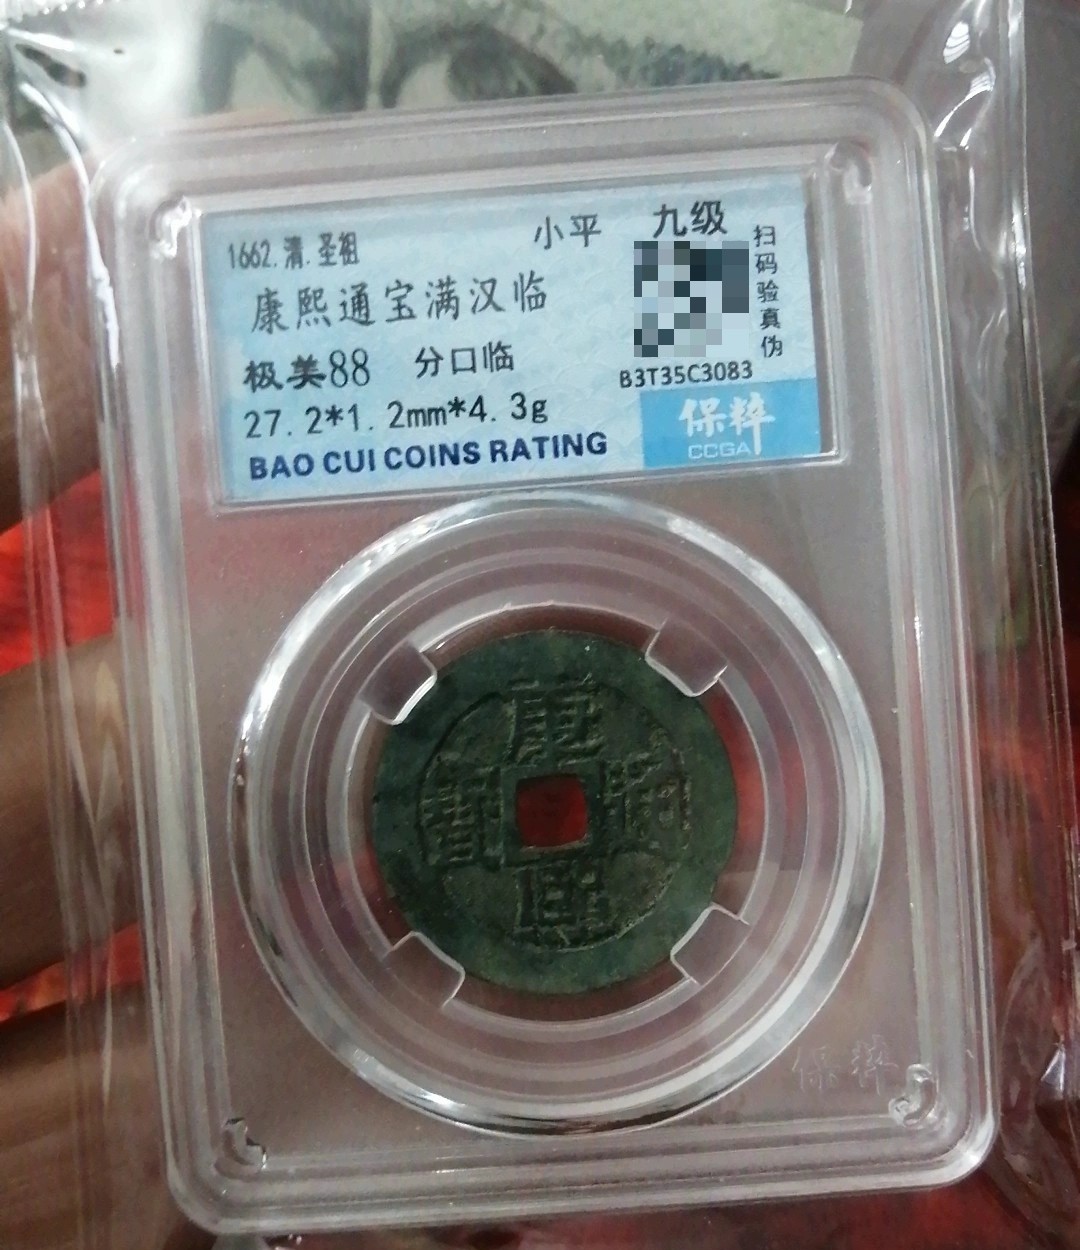 1662.清.圣祖
小平
九级
康熙通宝满汉临
扫码验真伪
极美88 分口临
B3T35C3083
27.2*1.2mm*4.3g
保粹
CCGA
BAO CUI COINS RATING
康熙通寶
保粹